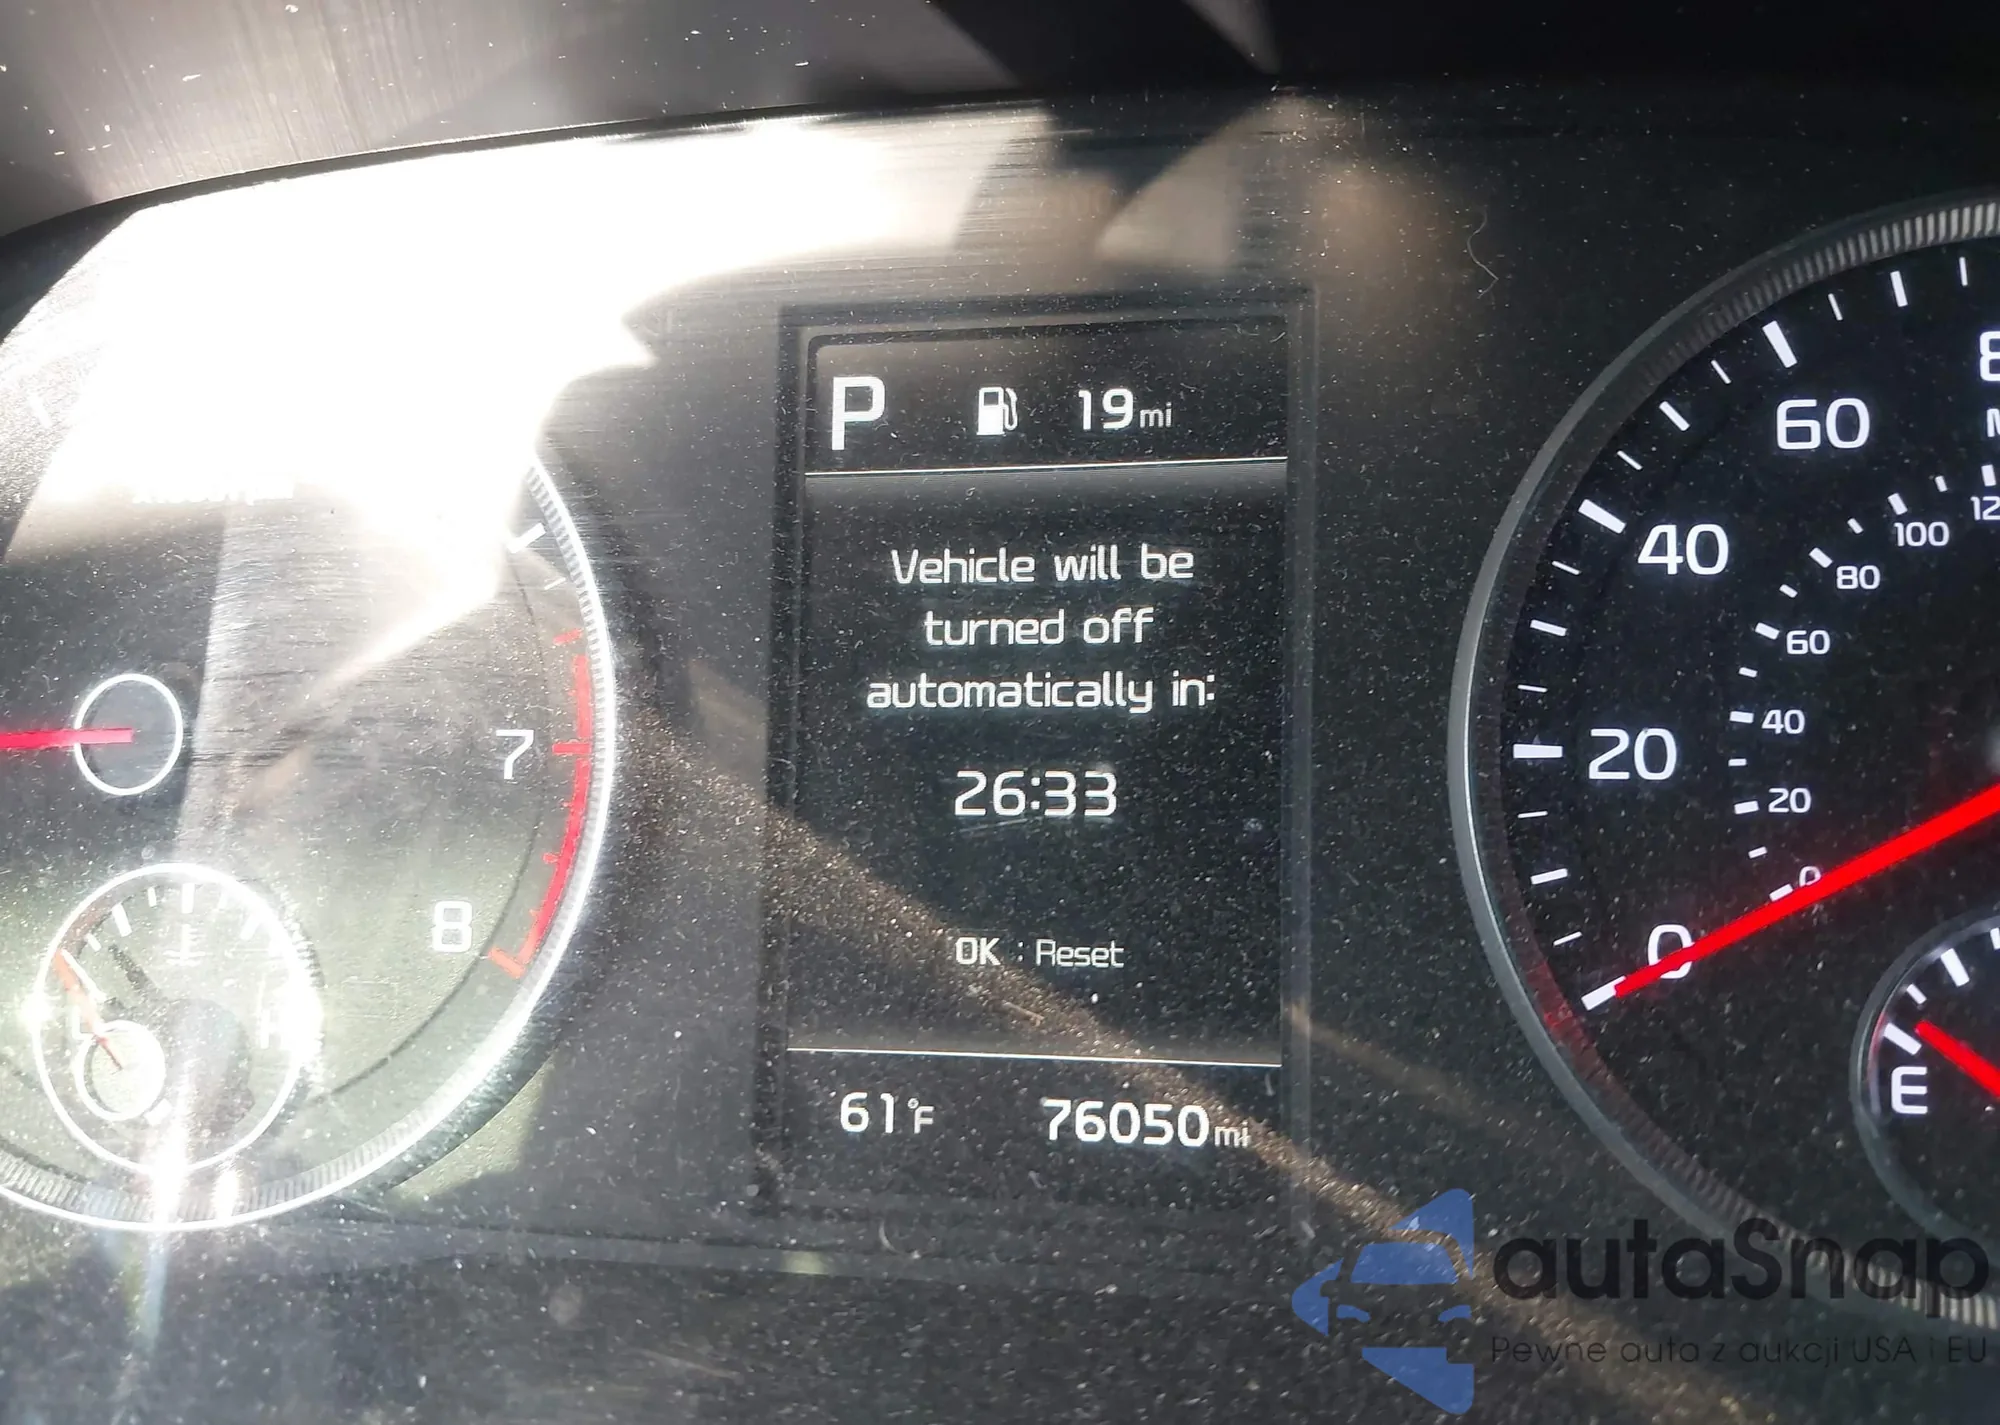 P 19mi
Vehicle will be
turned off
automatically in:
26:33
OK : Reset
61°F 76050mi
7
8
60
40
20
0
100
80
60
40
20
0
E
autaSnap
Pewne auta z aukcji USA i EU